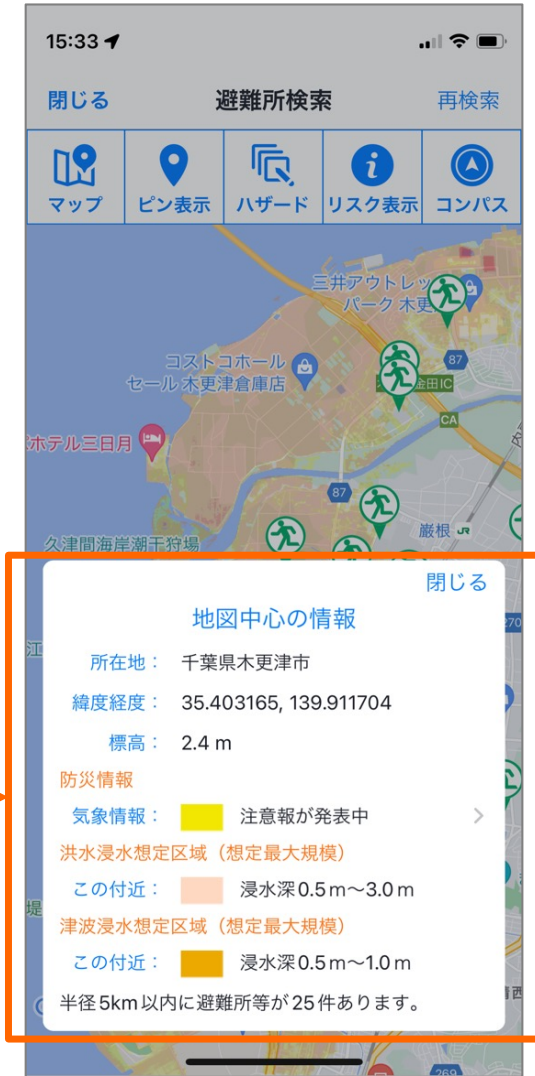 15:33
閉じる 避難所検索 再検索
マップ ピン表示 ハザード リスク表示 コンパス
三井アウトレッ
パーク 木更
コストコホール
セール 木更津倉庫店
87
金田IC
CA
ホテル三日月
87
巌根 JR
久津間海岸潮干狩場
閉じる
270
地図中心の情報
江
所在地： 千葉県木更津市
緯度経度： 35.403165, 139.911704
標高： 2.4 m
防災情報
気象情報： 注意報が発表中
洪水浸水想定区域（想定最大規模）
この付近： 浸水深0.5m〜3.0m
堤
津波浸水想定区域（想定最大規模）
この付近： 浸水深0.5m〜1.0m
半径5km以内に避難所等が25件あります。
269